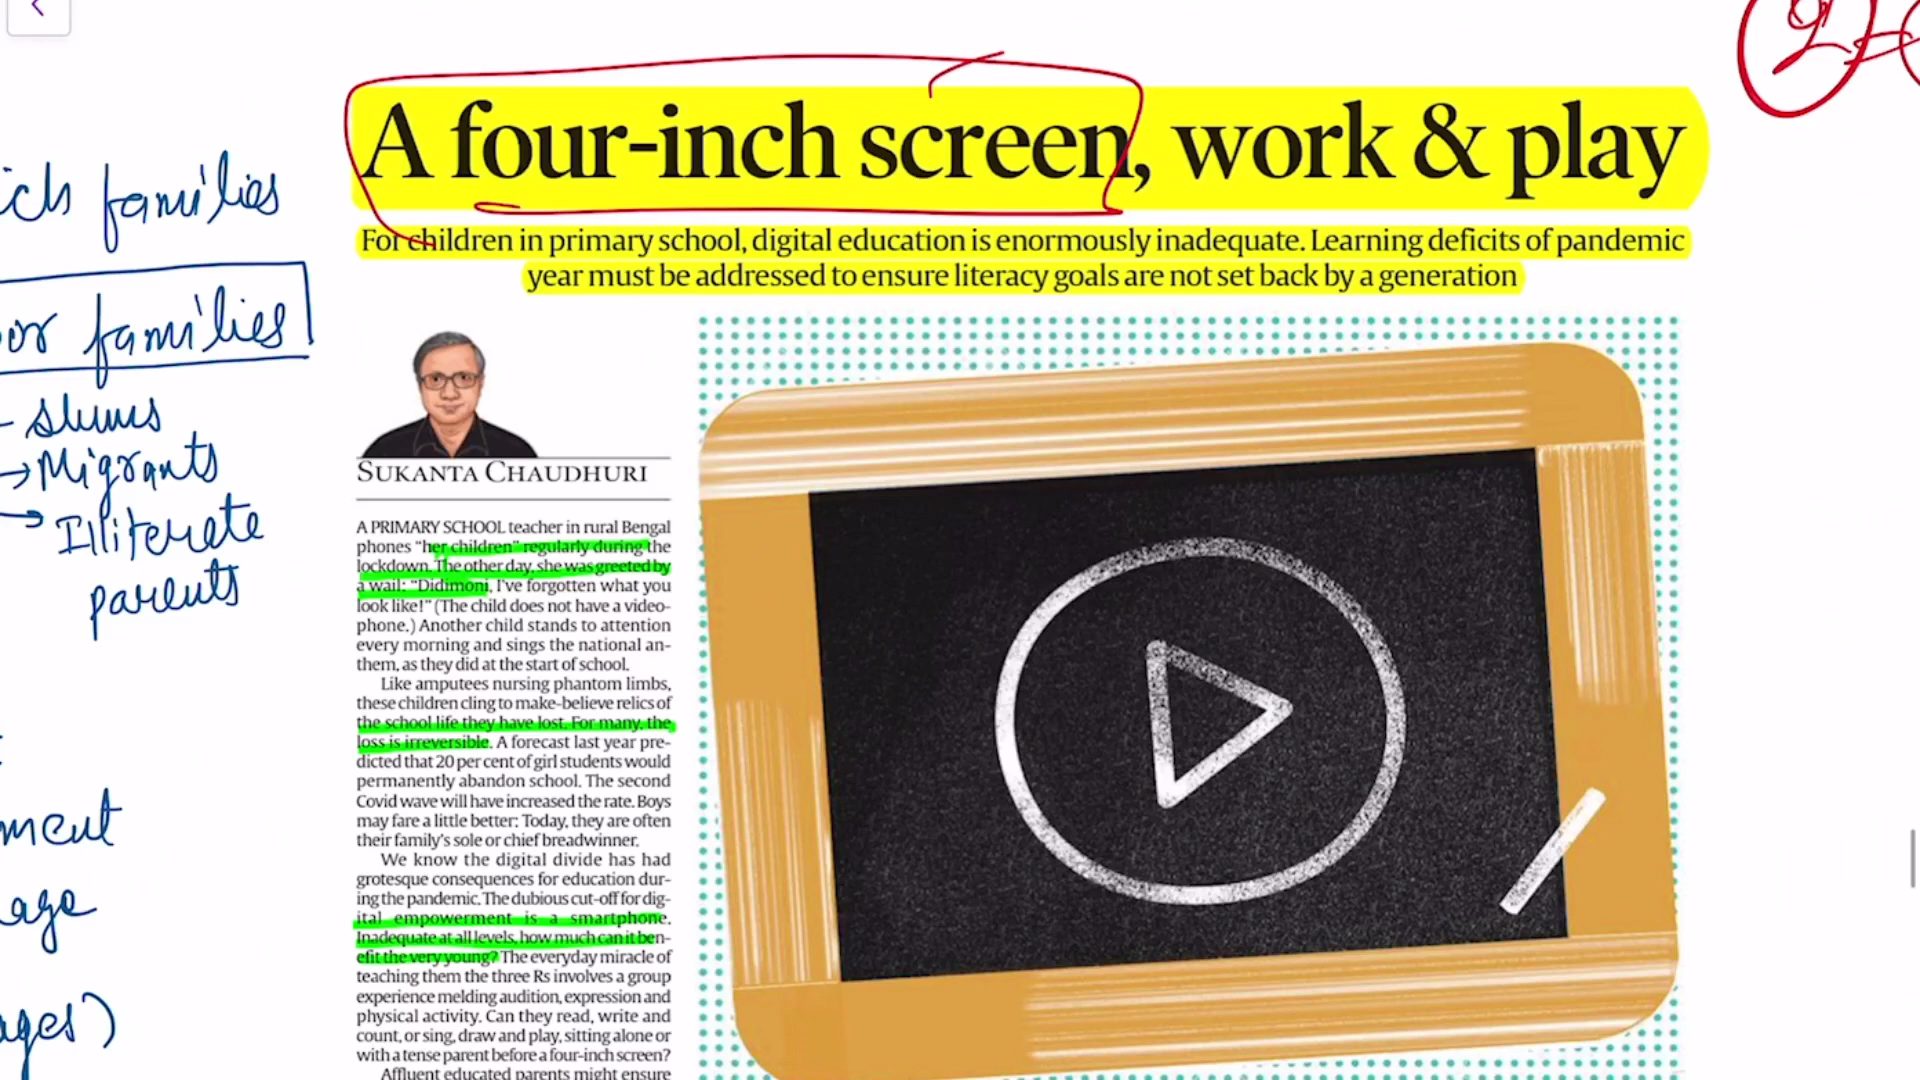 A four-inch screen, work & play
For children in primary school, digital education is enormously inadequate. Learning deficits of pandemic
year must be addressed to ensure literacy goals are not set back by a generation
families
families
- slums
→ Migrants
→ Illiterate
parents
SUKANTA CHAUDHURI
A PRIMARY SCHOOL teacher in rural Bengal
phones "her children" regularly during the
lockdown. The other day, she was greeted by
a wail: "Didimoni, I've forgotten what you
look like!" (The child does not have a video-
phone.) Another child stands to attention
every morning and sings the national an-
them, as they did at the start of school.
Like amputees nursing phantom limbs,
these children cling to make-believe relics of
the school life they have lost. For many, the
loss is irreversible. A forecast last year pre-
dicted that 20 per cent of girl students would
permanently abandon school. The second
Covid wave will have increased the rate. Boys
may fare a little better: Today, they are often
their family's sole or chief breadwinner.
We know the digital divide has had
grotesque consequences for education dur-
ing the pandemic. The dubious cut-off for dig-
ital empowerment is a smartphone.
Inadequate at all levels, how much can it ben-
efit the very young? The everyday miracle of
teaching them the three Rs involves a group
experience melding audition, expression and
physical activity. Can they read, write and
count, or sing, draw and play, sitting alone or
with a tense parent before a four-inch screen?
Affluent educated parents might ensure